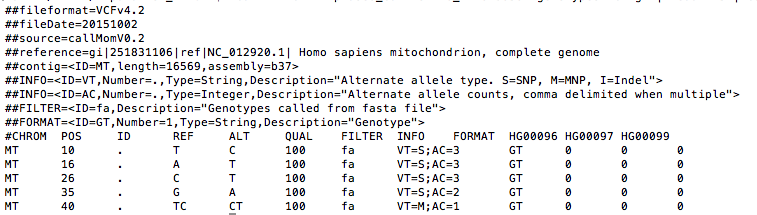 ##fileformat=VCFv4.2
##fileDate=20151002
##source=callMomV0.2
##reference=gi|251831106|ref|NC_012920.1| Homo sapiens mitochondrion, complete genome
##contig=<ID=MT,length=16569,assembly=b37>
##INFO=<ID=VT,Number=.,Type=String,Description="Alternate allele type. S=SNP, M=MNP, I=Indel">
##INFO=<ID=AC,Number=.,Type=Integer,Description="Alternate allele counts, comma delimited when multiple">
##FILTER=<ID=fa,Description="Genotypes called from fasta file">
##FORMAT=<ID=GT,Number=1,Type=String,Description="Genotype">
#CHROM POS ID REF ALT QUAL FILTER INFO FORMAT HG00096 HG00097 HG00099
MT 10 . T C 100 fa VT=S;AC=3 GT 0 0 0
MT 16 . A T 100 fa VT=S;AC=3 GT 0 0 0
MT 26 . C T 100 fa VT=S;AC=3 GT 0 0 0
MT 35 . G A 100 fa VT=S;AC=2 GT 0 0 0
MT 40 . TC CT 100 fa VT=M;AC=1 GT 0 0 0